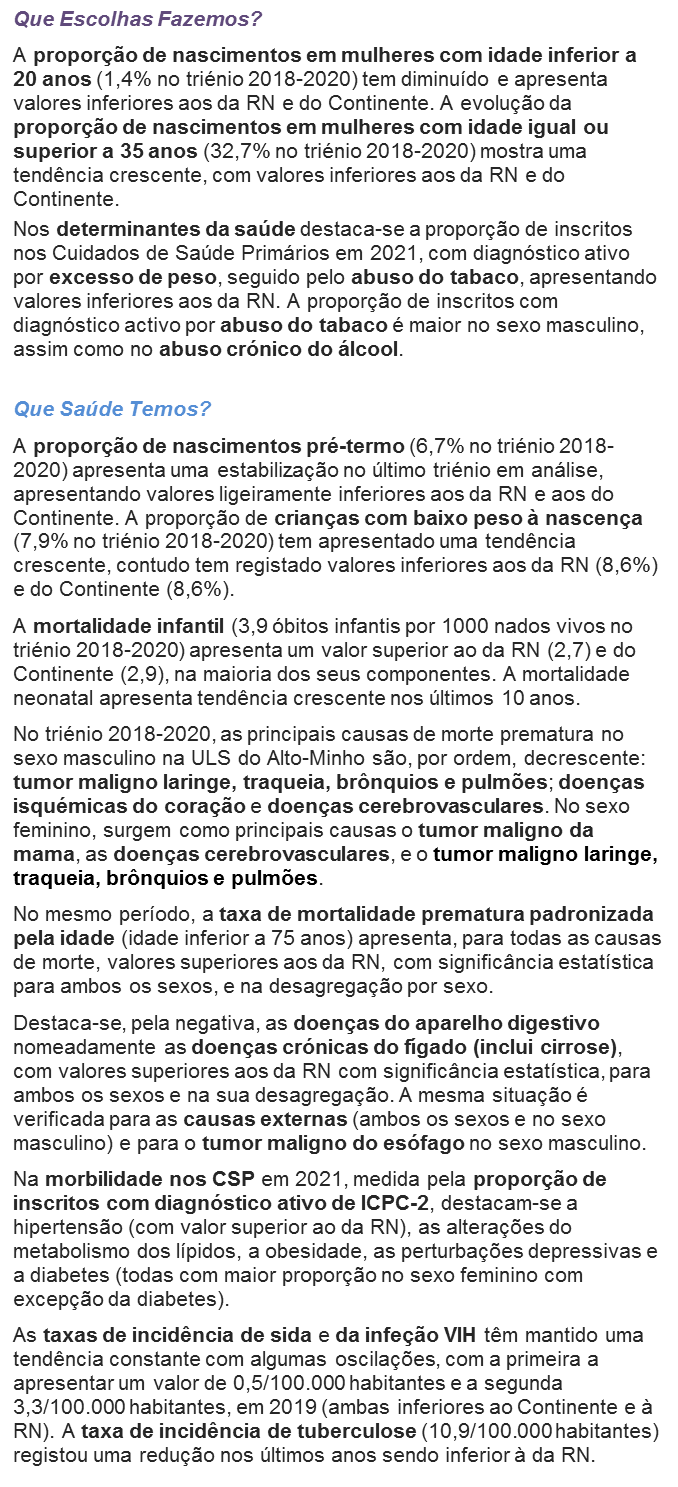 Que Escolhas Fazemos?
A proporção de nascimentos em mulheres com idade inferior a
20 anos (1,4% no triénio 2018-2020) tem diminuído e apresenta
valores inferiores aos da RN e do Continente. A evolução da
proporção de nascimentos em mulheres com idade igual ou
superior a 35 anos (32,7% no triénio 2018-2020) mostra uma
tendência crescente, com valores inferiores aos da RN e do
Continente.
Nos determinantes da saúde destaca-se a proporção de inscritos
nos Cuidados de Saúde Primários em 2021, com diagnóstico ativo
por excesso de peso, seguido pelo abuso do tabaco, apresentando
valores inferiores aos da RN. A proporção de inscritos com
diagnóstico activo por abuso do tabaco é maior no sexo masculino,
assim como no abuso crónico do álcool.
Que Saúde Temos?
A proporção de nascimentos pré-termo (6,7% no triénio 2018-
2020) apresenta uma estabilização no último triénio em análise,
apresentando valores ligeiramente inferiores aos da RN e aos do
Continente. A proporção de crianças com baixo peso à nascença
(7,9% no triénio 2018-2020) tem apresentado uma tendência
crescente, contudo tem registado valores inferiores aos da RN (8,6%)
e do Continente (8,6%).
A mortalidade infantil (3,9 óbitos infantis por 1000 nados vivos no
triénio 2018-2020) apresenta um valor superior ao da RN (2,7) e do
Continente (2,9), na maioria dos seus componentes. A mortalidade
neonatal apresenta tendência crescente nos últimos 10 anos.
No triénio 2018-2020, as principais causas de morte prematura no
sexo masculino na ULS do Alto-Minho são, por ordem, decrescente:
tumor maligno laringe, traqueia, brônquios e pulmões; doenças
isquémicas do coração e doenças cerebrovasculares. No sexo
feminino, surgem como principais causas o tumor maligno da
mama, as doenças cerebrovasculares, e o tumor maligno laringe,
traqueia, brônquios e pulmões.
No mesmo período, a taxa de mortalidade prematura padronizada
pela idade (idade inferior a 75 anos) apresenta, para todas as causas
de morte, valores superiores aos da RN, com significância estatística
para ambos os sexos, e na desagregação por sexo.
Destaca-se, pela negativa, as doenças do aparelho digestivo
nomeadamente as doenças crónicas do fígado (inclui cirrose),
com valores superiores aos da RN com significância estatística, para
ambos os sexos e na sua desagregação. A mesma situação é
verificada para as causas externas (ambos os sexos e no sexo
masculino) e para o tumor maligno do esófago no sexo masculino.
Na morbilidade nos CSP em 2021, medida pela proporção de
inscritos com diagnóstico ativo de ICPC-2, destacam-se a
hipertensão (com valor superior ao da RN), as alterações do
metabolismo dos lípidos, a obesidade, as perturbações depressivas e
a diabetes (todas com maior proporção no sexo feminino com
excepção da diabetes).
As taxas de incidência de sida e da infeção VIH têm mantido uma
tendência constante com algumas oscilações, com a primeira a
apresentar um valor de 0,5/100.000 habitantes e a segunda
3,3/100.000 habitantes, em 2019 (ambas inferiores ao Continente e à
RN). A taxa de incidência de tuberculose (10,9/100.000 habitantes)
registou uma redução nos últimos anos sendo inferior à da RN.